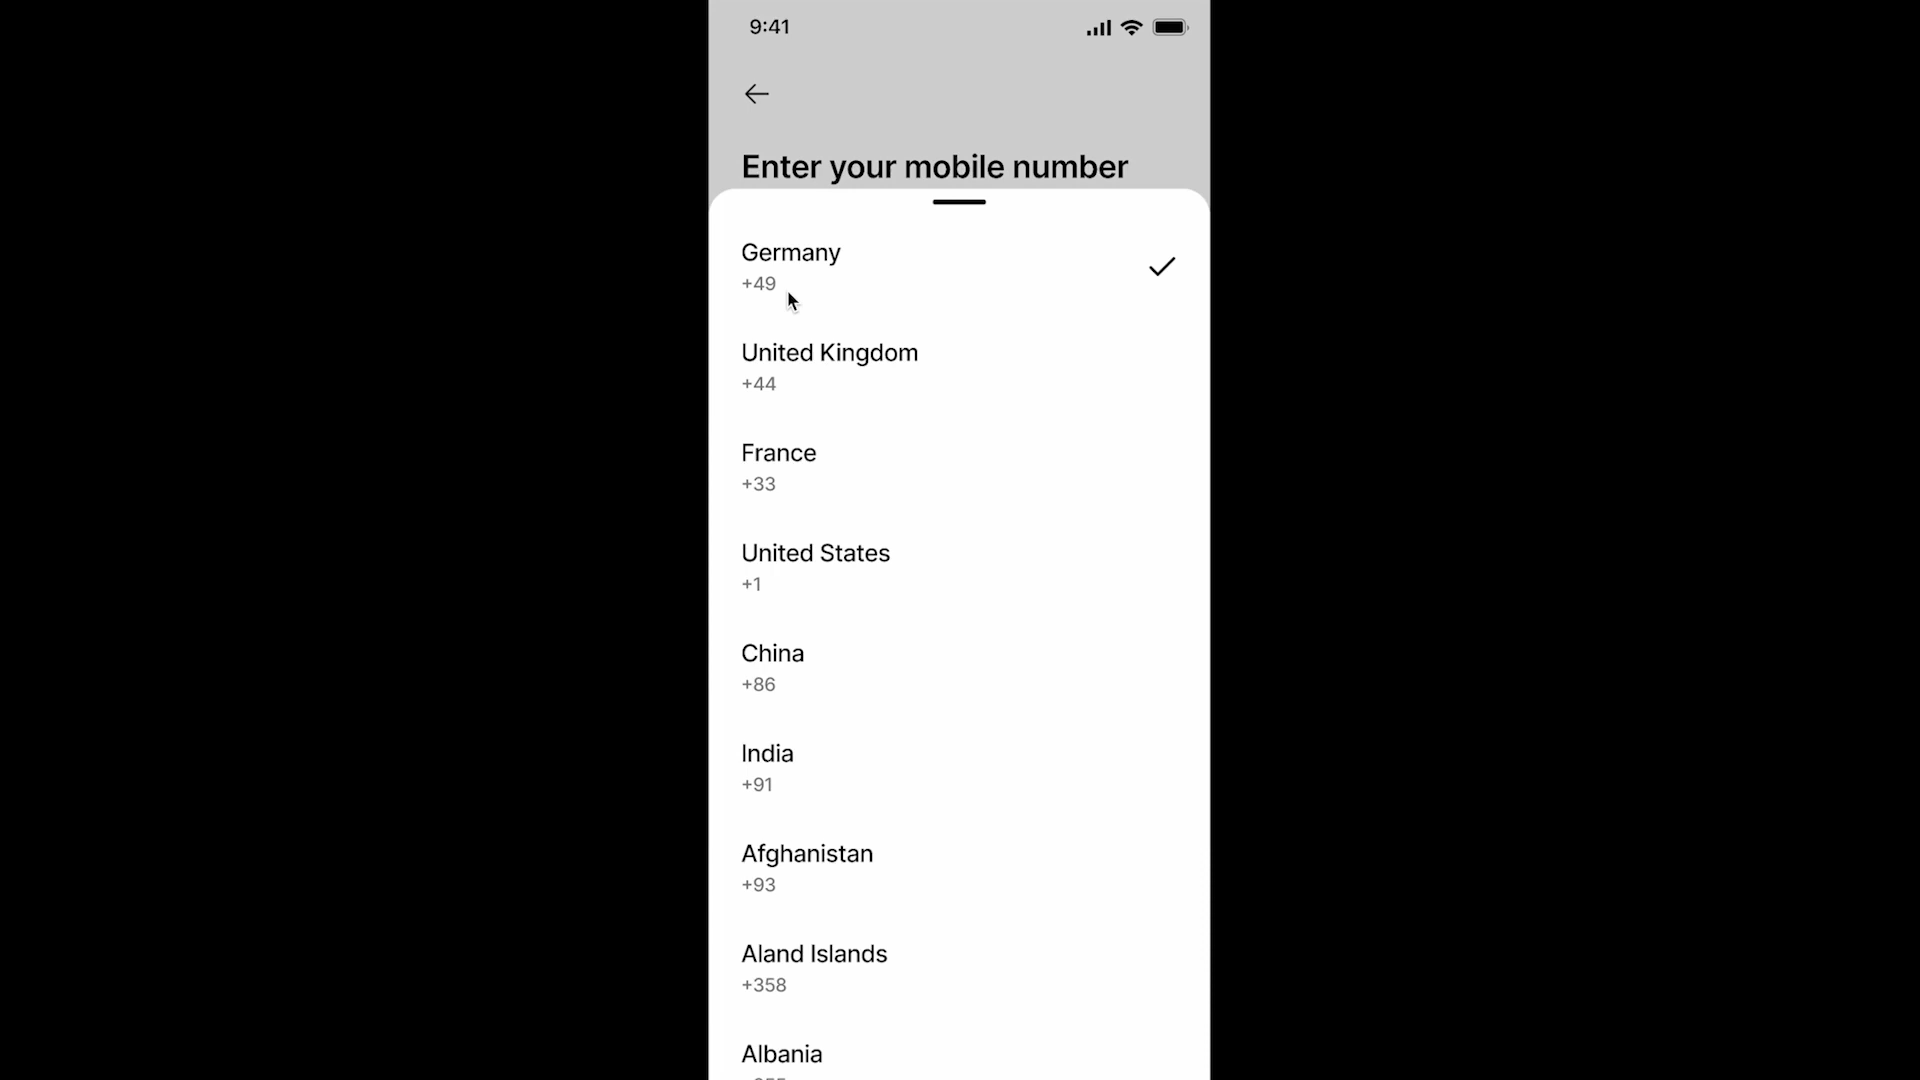 9:41
Enter your mobile number
Germany
+49
United Kingdom
+44
France
+33
United States
+1
China
+86
India
+91
Afghanistan
+93
Aland Islands
+358
Albania